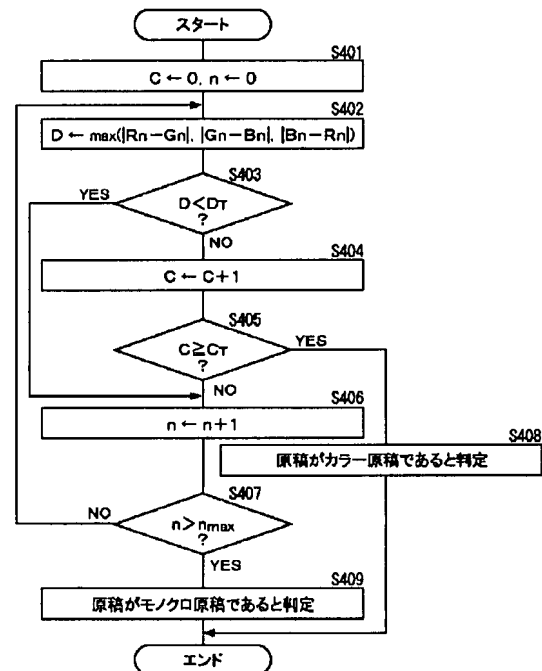 スタート
S401
C ← 0, n ← 0
S402
D ← max(|Rn−Gn|, |Gn−Bn|, |Bn−Rn|)
S403
YES
D<DT
?
NO
S404
C ← C+1
S405
C≧CT
?
YES
NO
S406
n ← n+1
S408
原稿がカラー原稿であると判定
S407
NO
n>nmax
?
YES
S409
原稿がモノクロ原稿であると判定
エンド